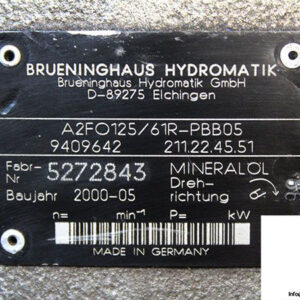 BRUENINGHAUS HYDROMATIK
Brueninghaus Hydromatik GmbH
D-89275 Elchingen
A2FO125/61R-PBB05
9409642 211.22.45.51
Fabr-Nr 5272843 MINERALÖL
Baujahr 2000-05 Dreh-richtung
n= min⁻¹ P= kW
MADE IN GERMANY